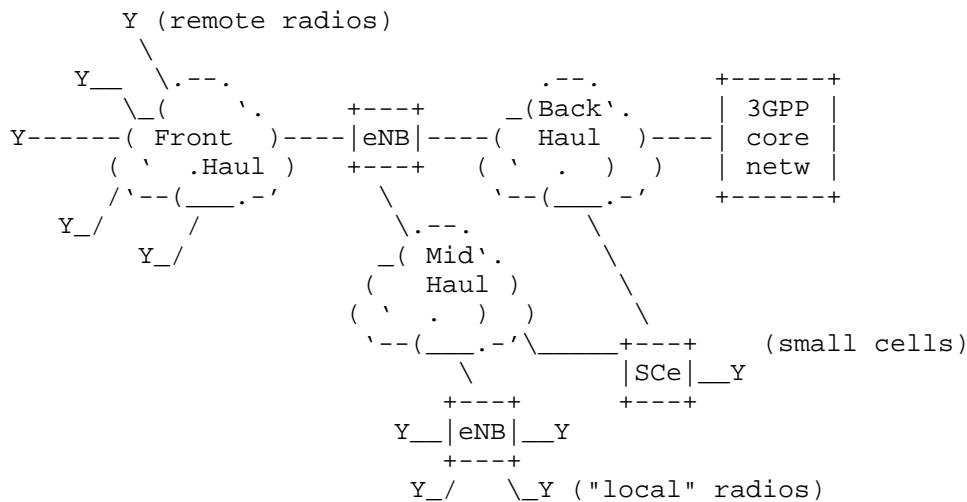 Y (remote radios)
Y
Y Front Haul eNB Back Haul 3GPP core netw
Y
Y
Mid Haul
(small cells)
SCe Y
Y eNB Y
Y Y ("local" radios)